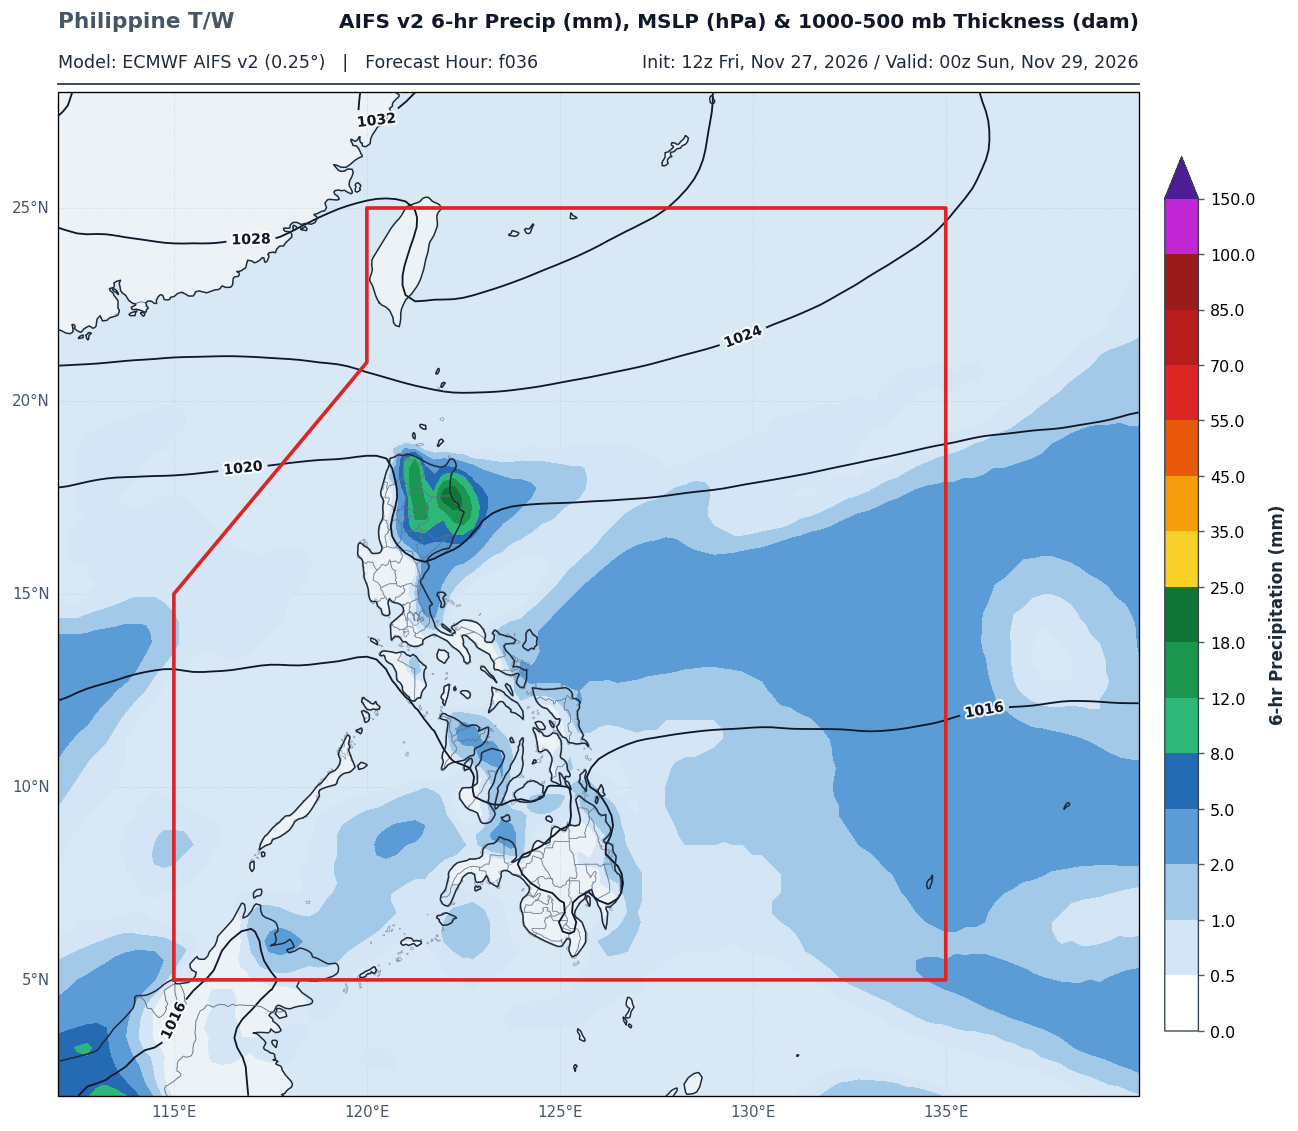 Philippine T/W
AIFS v2 6-hr Precip (mm), MSLP (hPa) & 1000-500 mb Thickness (dam)
Model: ECMWF AIFS v2 (0.25°) | Forecast Hour: f036
Init: 12z Fri, Nov 27, 2026 / Valid: 00z Sun, Nov 29, 2026
1032
1028
1024
1020
1016
1016
25°N
20°N
15°N
10°N
5°N
115°E
120°E
125°E
130°E
135°E
150.0
100.0
85.0
70.0
55.0
45.0
35.0
25.0
18.0
12.0
8.0
5.0
2.0
1.0
0.5
0.0
6-hr Precipitation (mm)